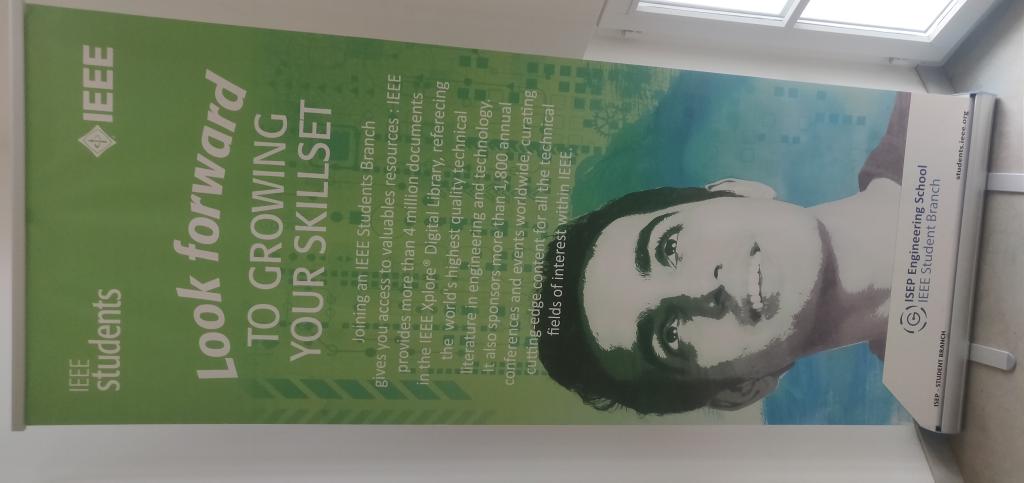 IEEE
students
IEEE
Look forward
TO GROWING
YOUR SKILLSET
Joining an IEEE Students Branch
gives you access to valuables resources : IEEE
provides more than 4 million documents
in the IEEE Xplore® Digital Library, referencing
the world's highest quality technical
literature in engineering and technology.
It also sponsors more than 1,800 annual
conferences and events worldwide, curating
cutting-edge content for all the technical
fields of interest within IEEE.
ISEP Engineering School
IEEE Student Branch
ISEP - STUDENT BRANCH
students.ieee.org